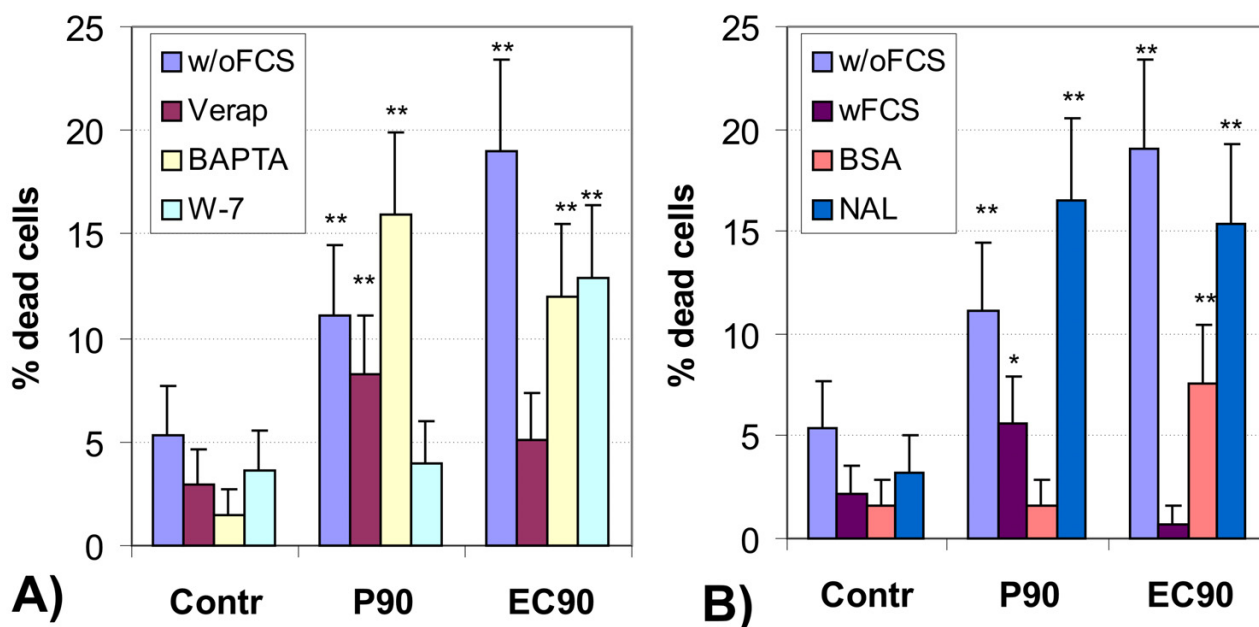 25
20
15
10
5
0
% dead cells
w/oFCS
Verap
BAPTA
W-7
**
**
**
**
**
**
Contr
P90
EC90
A)
25
20
15
10
5
0
% dead cells
w/oFCS
wFCS
BSA
NAL
**
*
**
**
**
**
Contr
P90
EC90
B)